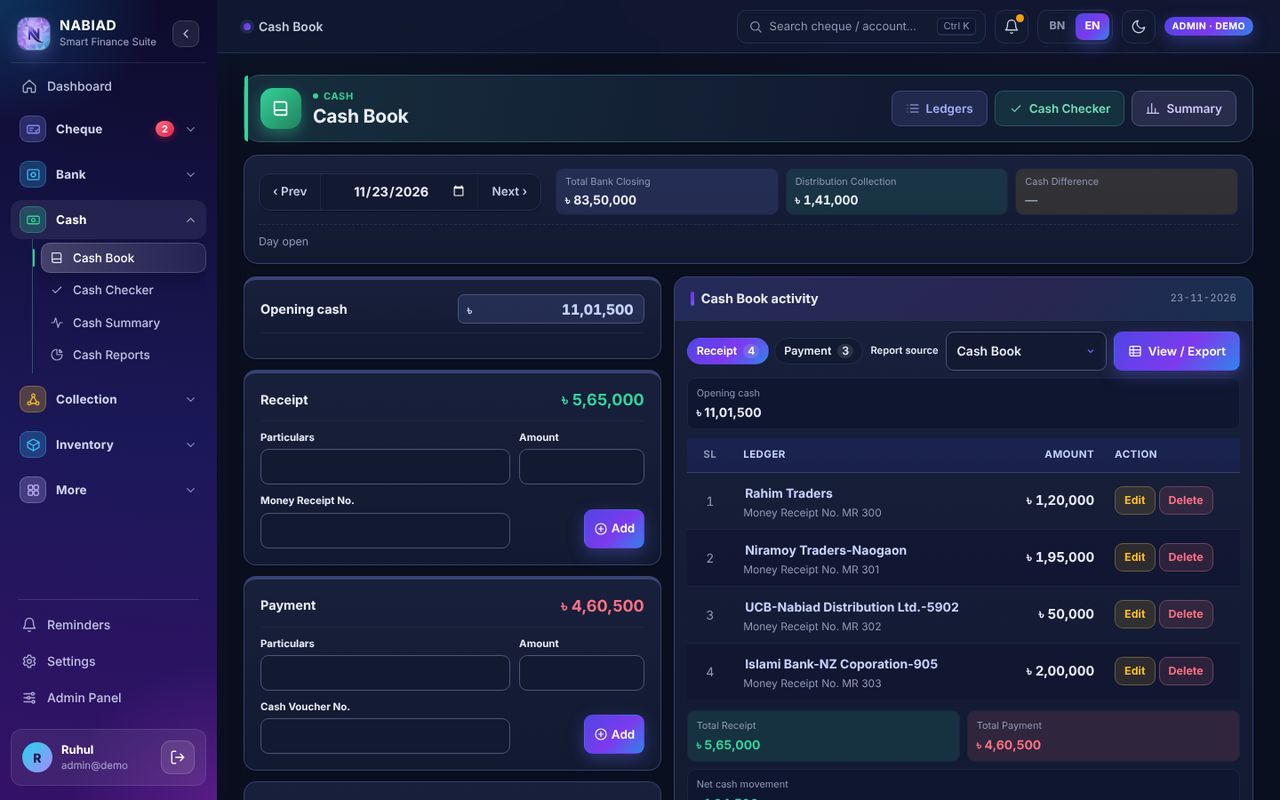 NABIAD
Smart Finance Suite
Dashboard
Cheque 2
Bank
Cash
Cash Book
Cash Checker
Cash Summary
Cash Reports
Collection
Inventory
More
Reminders
Settings
Admin Panel
R
Ruhul
admin@demo
Cash Book
Search cheque / account... Ctrl K
BN EN
ADMIN · DEMO
CASH
Cash Book
Ledgers Cash Checker Summary
‹ Prev 11/23/2026 Next ›
Total Bank Closing
৳ 83,50,000
Distribution Collection
৳ 1,41,000
Cash Difference
—
Day open
Opening cash ৳ 11,01,500
Receipt ৳ 5,65,000
Particulars Amount
Money Receipt No.
Add
Payment ৳ 4,60,500
Particulars Amount
Cash Voucher No.
Add
Cash Book activity 23-11-2026
Receipt 4 Payment 3 Report source Cash Book View / Export
Opening cash
৳ 11,01,500
SL LEDGER AMOUNT ACTION
1 Rahim Traders ৳ 1,20,000 Edit Delete
Money Receipt No. MR 300
2 Niramoy Traders-Naogaon ৳ 1,95,000 Edit Delete
Money Receipt No. MR 301
3 UCB-Nabiad Distribution Ltd.-5902 ৳ 50,000 Edit Delete
Money Receipt No. MR 302
4 Islami Bank-NZ Coporation-905 ৳ 2,00,000 Edit Delete
Money Receipt No. MR 303
Total Receipt
৳ 5,65,000
Total Payment
৳ 4,60,500
Net cash movement